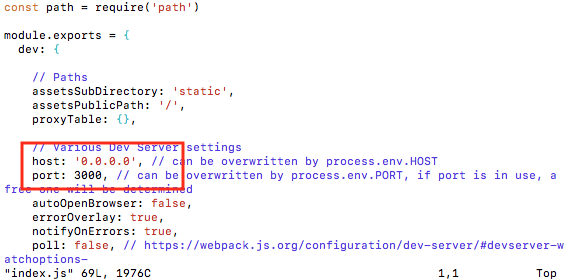 const path = require('path')
module.exports = {
dev: {
// Paths
assetsSubDirectory: 'static',
assetsPublicPath: '/',
proxyTable: {},
// Various Dev Server settings
host: '0.0.0.0', // can be overwritten by process.env.HOST
port: 3000, // can be overwritten by process.env.PORT, if port is in use, a
free one will be determined
autoOpenBrowser: false,
errorOverlay: true,
notifyOnErrors: true,
poll: false, // https://webpack.js.org/configuration/dev-server/#devserver-w
atchoptions-
"index.js" 69L, 1976C 1,1 Top